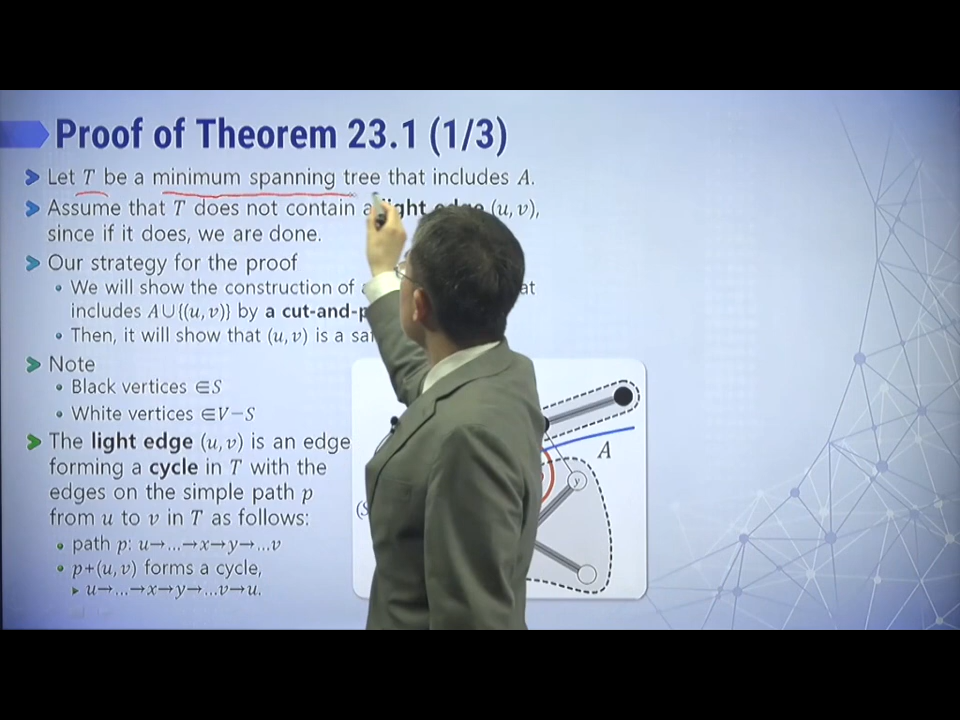 Proof of Theorem 23.1 (1/3)
Let T be a minimum spanning tree that includes A.
Assume that T does not contain a light edge (u, v),
since if it does, we are done.
Our strategy for the proof
• We will show the construction of
includes A∪{(u, v)} by a cut-and-p
• Then, it will show that (u, v) is a
Note
• Black vertices ∈S
• White vertices ∈V−S
The light edge (u, v) is an edge
forming a cycle in T with the
edges on the simple path p
from u to v in T as follows:
• path p: u→…→x→y→…v
• p+(u, v) forms a cycle,
▸ u→…→x→y→…v→u.
A
y